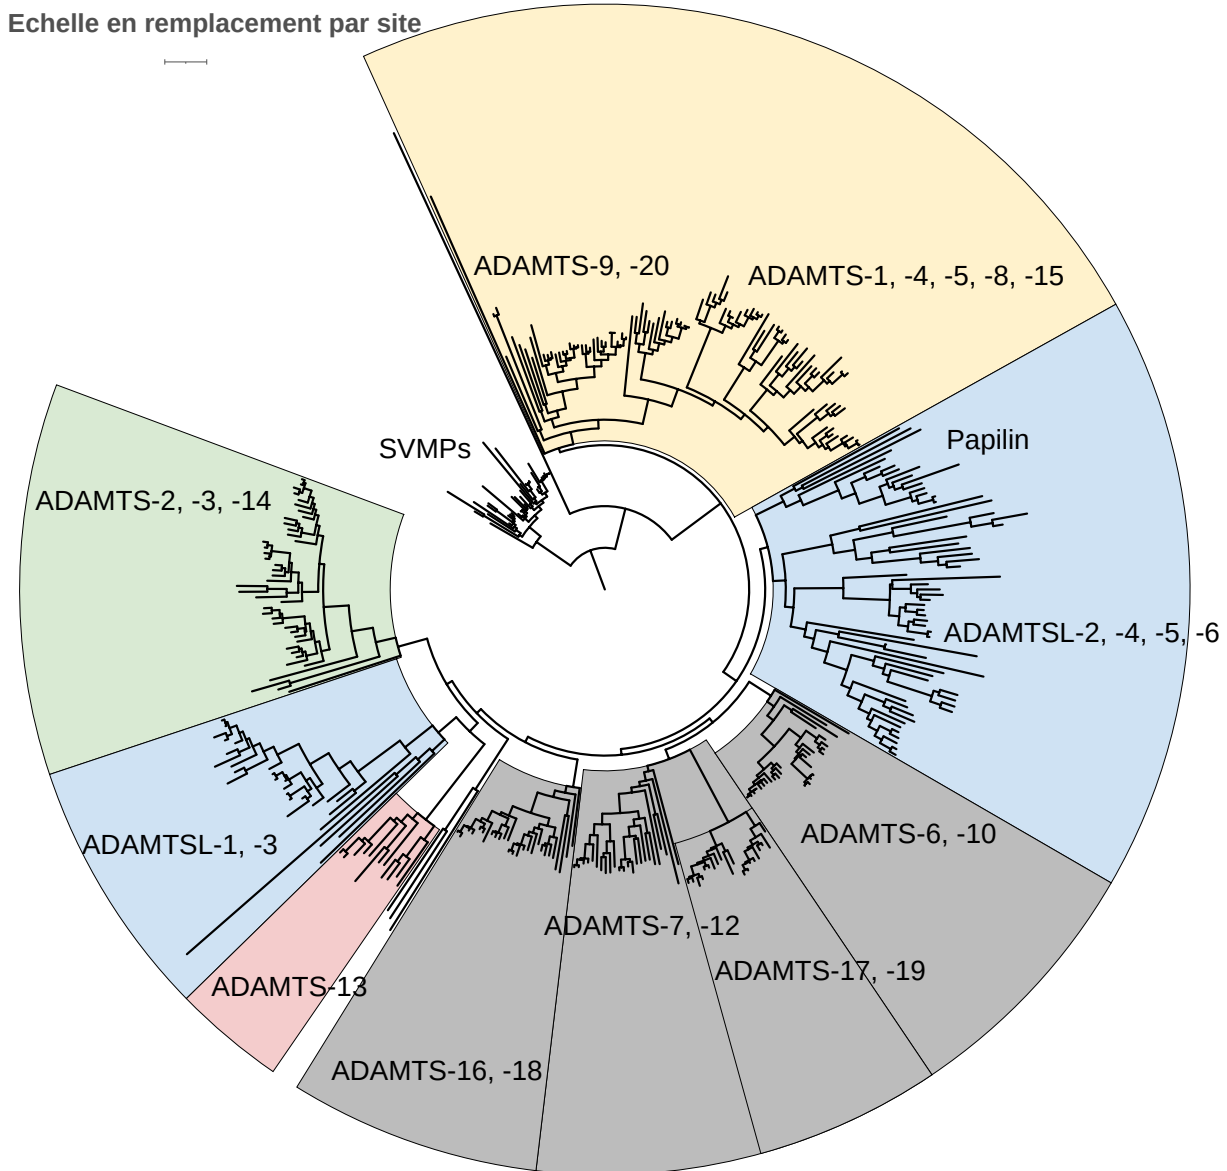 Echelle en remplacement par site
ADAMTS-9, -20
ADAMTS-1, -4, -5, -8, -15
SVMPs
Papilin
ADAMTS-2, -3, -14
ADAMTSL-2, -4, -5, -6
ADAMTSL-1, -3
ADAMTS-6, -10
ADAMTS-7, -12
ADAMTS-17, -19
ADAMTS-13
ADAMTS-16, -18